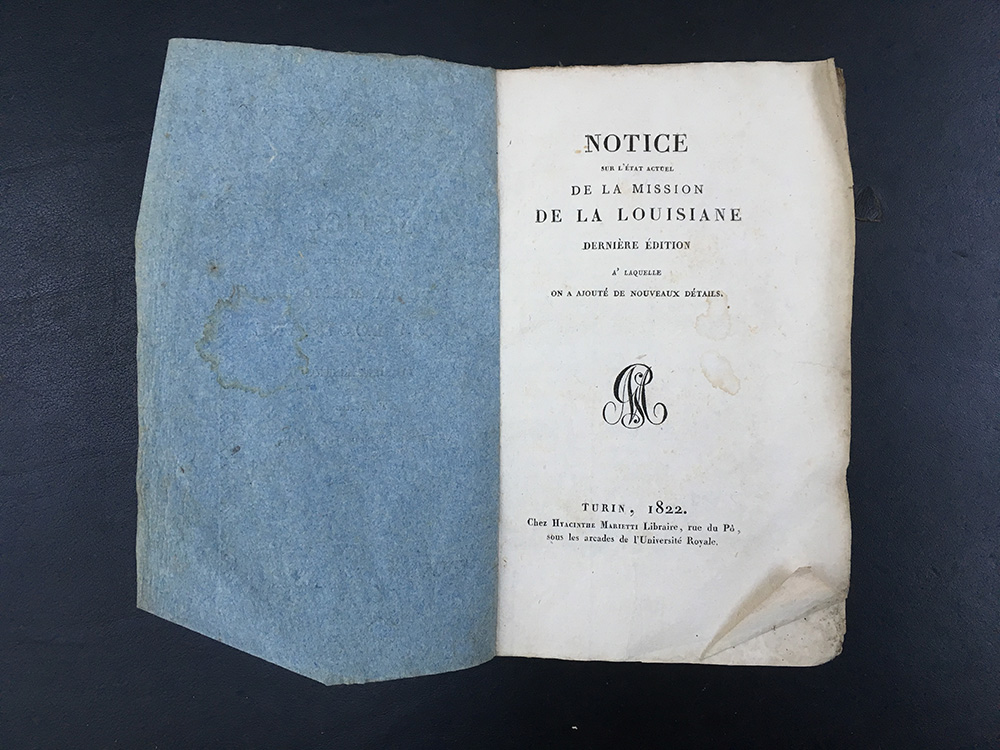 NOTICE
SUR L'ÉTAT ACTUEL
DE LA MISSION
DE LA LOUISIANE
DERNIÈRE ÉDITION
A' LAQUELLE
ON A AJOUTÉ DE NOUVEAUX DÉTAILS.
TURIN, 1822.
Chez HYACINTHE MARIETTI Libraire, rue du Pô,
sous les arcades de l'Université Royale.